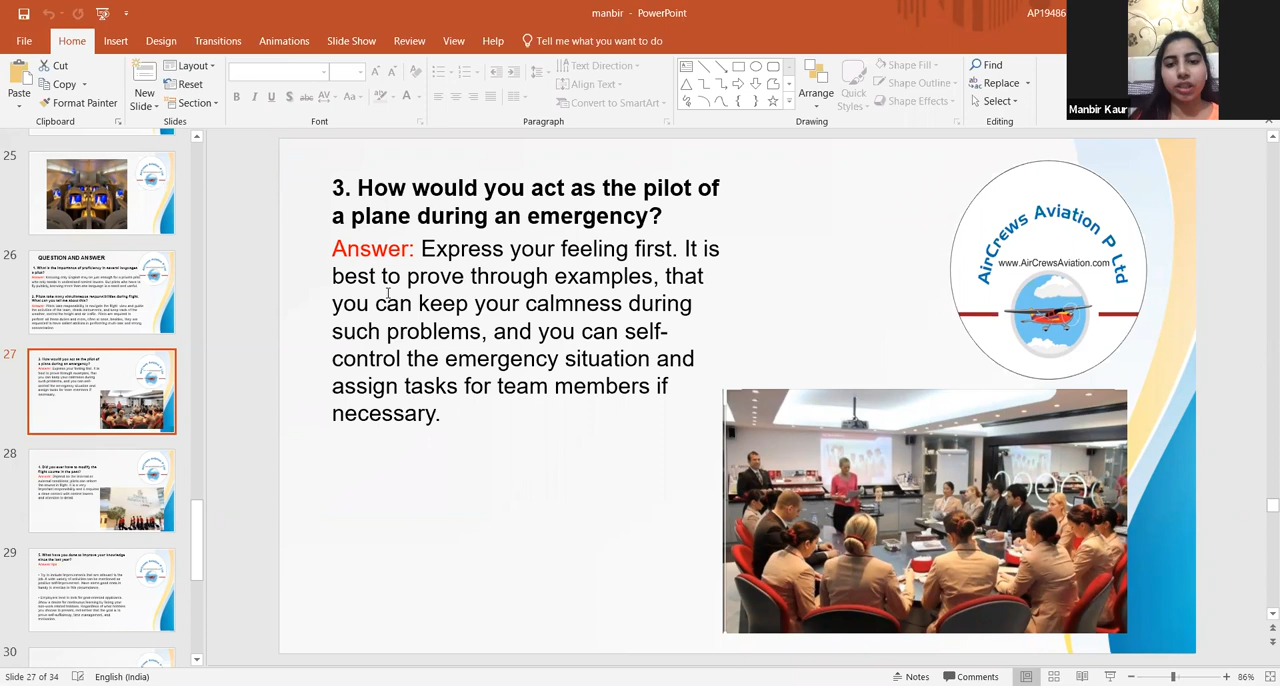 manbir - PowerPoint
AP19486
File Home Insert Design Transitions Animations Slide Show Review View Help Tell me what you want to do
Cut
Copy
Format Painter
Paste
Clipboard
New Slide
Layout
Reset
Section
Slides
B I U S abc AV Aa A
Font
Text Direction
Align Text
Convert to SmartArt
Paragraph
Arrange
Quick Styles
Shape Fill
Shape Outline
Shape Effects
Drawing
Find
Replace
Select
Editing
Manbir Kaur
25
26
QUESTION AND ANSWER
27
28
29
30
3. How would you act as the pilot of
a plane during an emergency?
Answer: Express your feeling first. It is
best to prove through examples, that
you can keep your calmness during
such problems, and you can self-
control the emergency situation and
assign tasks for team members if
necessary.
AirCrews Aviation P Ltd
www.AirCrewsAviation.com
Slide 27 of 34
English (India)
Notes
Comments
86%